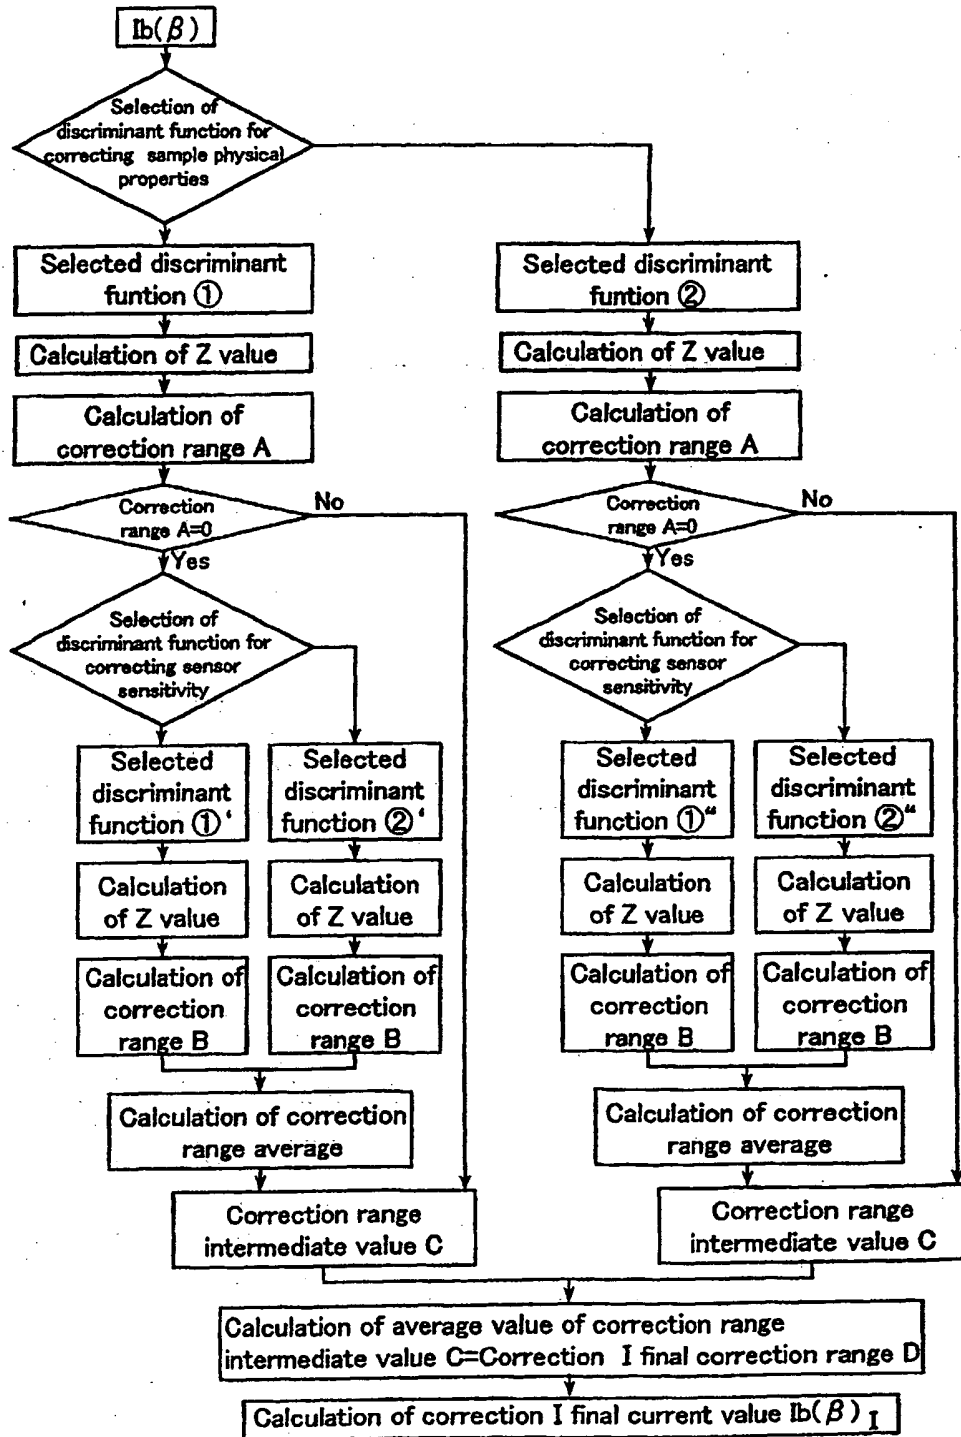 Ib(β)
Selection of
discriminant function for
correcting sample physical
properties
Selected discriminant
funtion ①
Calculation of Z value
Calculation of
correction range A
Correction
range A=0
No
Yes
Selection of
discriminant function for
correcting sensor
sensitivity
Selected
discriminant
function ①‘
Calculation
of Z value
Calculation of
correction
range B
Selected
discriminant
function ②‘
Calculation
of Z value
Calculation of
correction
range B
Calculation of correction
range average
Correction range
intermediate value C
Selected discriminant
funtion ②
Calculation of Z value
Calculation of
correction range A
Correction
range A=0
No
Yes
Selection of
discriminant function for
correcting sensor
sensitivity
Selected
discriminant
function ①“
Calculation
of Z value
Calculation of
correction
range B
Selected
discriminant
function ②“
Calculation
of Z value
Calculation of
correction
range B
Calculation of correction
range average
Correction range
intermediate value C
Calculation of average value of correction range
intermediate value C=Correction I final correction range D
Calculation of correction I final current value Ib(β) I